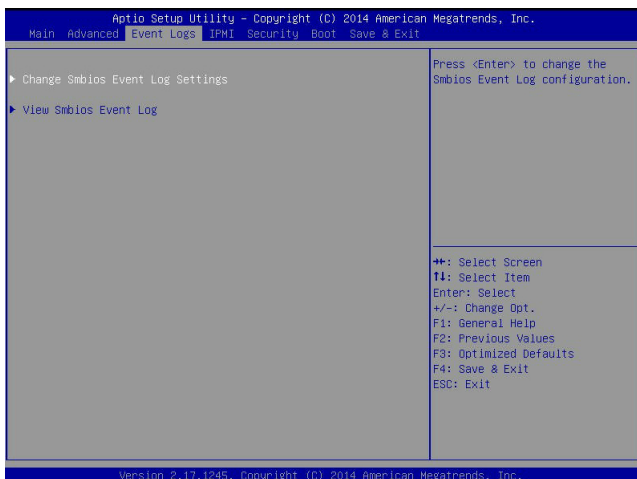 Aptio Setup Utility – Copyright (C) 2014 American Megatrends, Inc.
Main Advanced Event Logs IPMI Security Boot Save & Exit
▶ Change Smbios Event Log Settings
▶ View Smbios Event Log
Press <Enter> to change the
Smbios Event Log configuration.
→←: Select Screen
↑↓: Select Item
Enter: Select
+/-: Change Opt.
F1: General Help
F2: Previous Values
F3: Optimized Defaults
F4: Save & Exit
ESC: Exit
Version 2.17.1245. Copyright (C) 2014 American Megatrends, Inc.